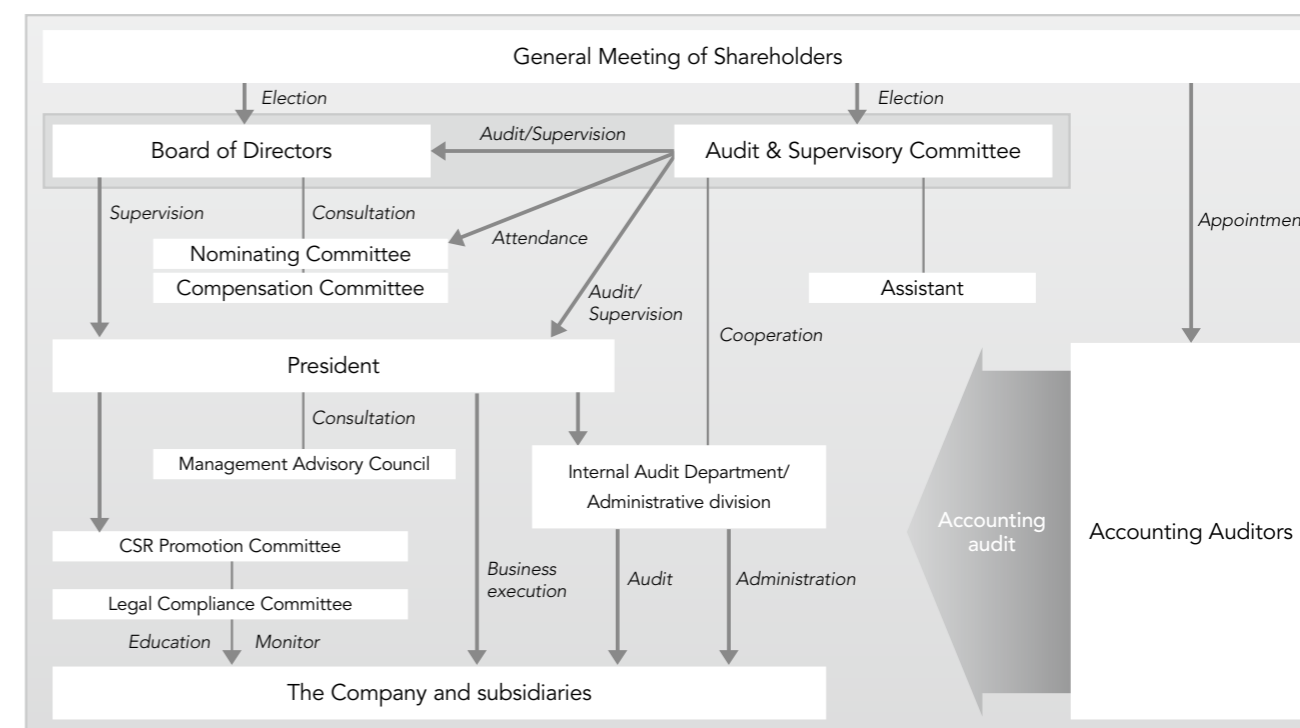 General Meeting of Shareholders
Election
Election
Board of Directors
Audit/Supervision
Audit & Supervisory Committee
Supervision
Consultation
Attendance
Appointmen
Nominating Committee
Compensation Committee
Audit/
Supervision
Assistant
Cooperation
President
Consultation
Management Advisory Council
Internal Audit Department/
Administrative division
CSR Promotion Committee
Accounting
audit
Accounting Auditors
Business
execution
Audit
Administration
Legal Compliance Committee
Education
Monitor
The Company and subsidiaries